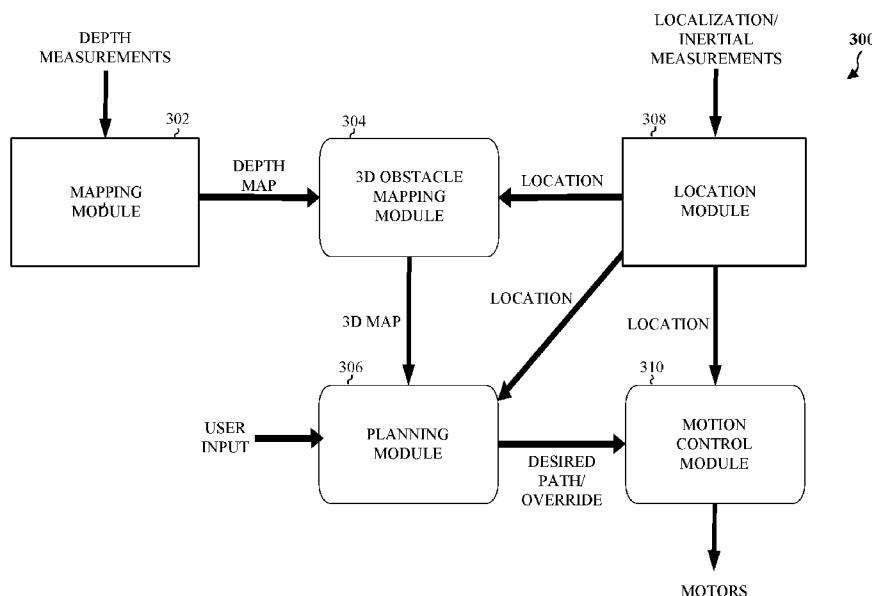 DEPTH
MEASUREMENTS
LOCALIZATION/
INERTIAL
MEASUREMENTS
300
302
304
308
MAPPING
MODULE
DEPTH
MAP
3D OBSTACLE
MAPPING
MODULE
LOCATION
LOCATION
MODULE
3D MAP
LOCATION
LOCATION
306
310
USER
INPUT
PLANNING
MODULE
DESIRED
PATH/
OVERRIDE
MOTION
CONTROL
MODULE
MOTORS